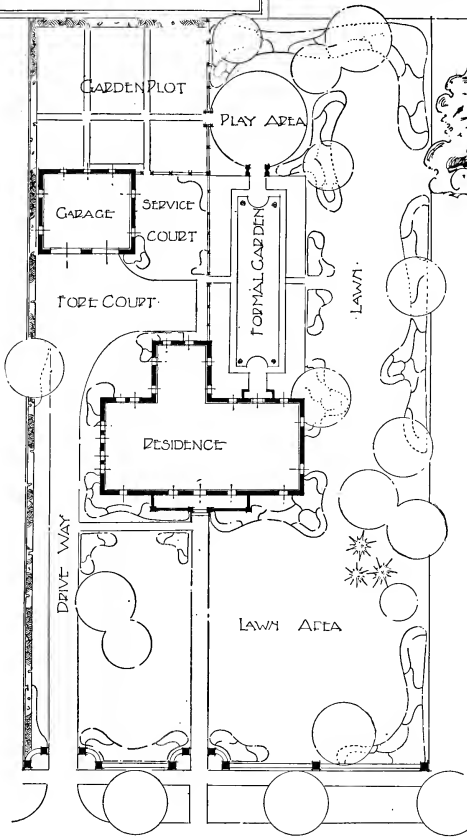 GARDEN PLOT
PLAY AREA
GARAGE
SERVICE
COURT
FORMAL GARDEN
LAWN.
FORE COURT.
RESIDENCE
DRIVE WAY
LAWN AREA